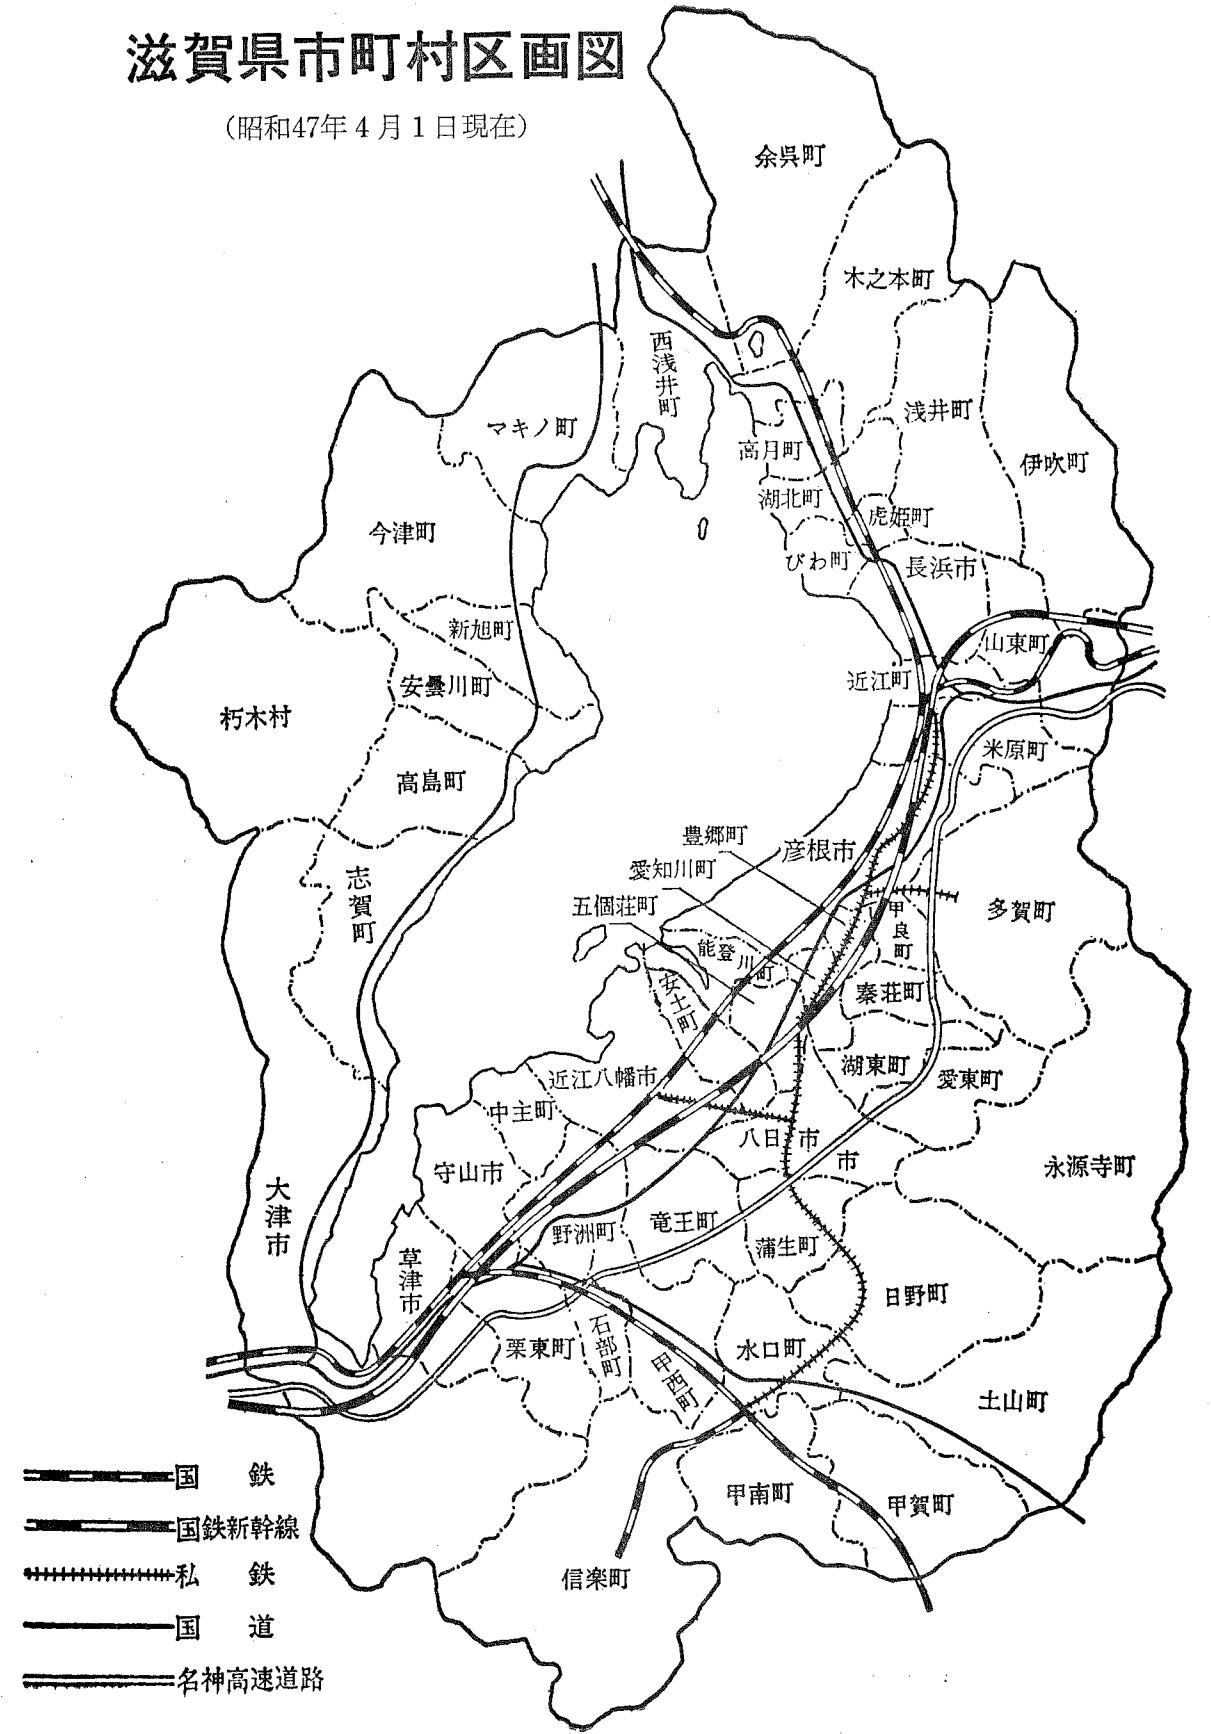 滋賀県市町村区画図
（昭和47年4月1日現在）
余呉町
木之本町
西浅井町
浅井町
マキノ町
高月町
伊吹町
湖北町
虎姫町
今津町
びわ町
長浜市
新旭町
山東町
安曇川町
近江町
朽木村
米原町
高島町
豊郷町
彦根市
愛知川町
志賀町
五個荘町
甲良町
多賀町
能登川町
安土町
秦荘町
湖東町
愛東町
近江八幡市
中主町
八日市市
永源寺町
守山市
大津市
竜王町
野洲町
蒲生町
草津市
日野町
石部町
栗東町
水口町
甲西町
土山町
甲南町
甲賀町
信楽町
国鉄
国鉄新幹線
私鉄
国道
名神高速道路